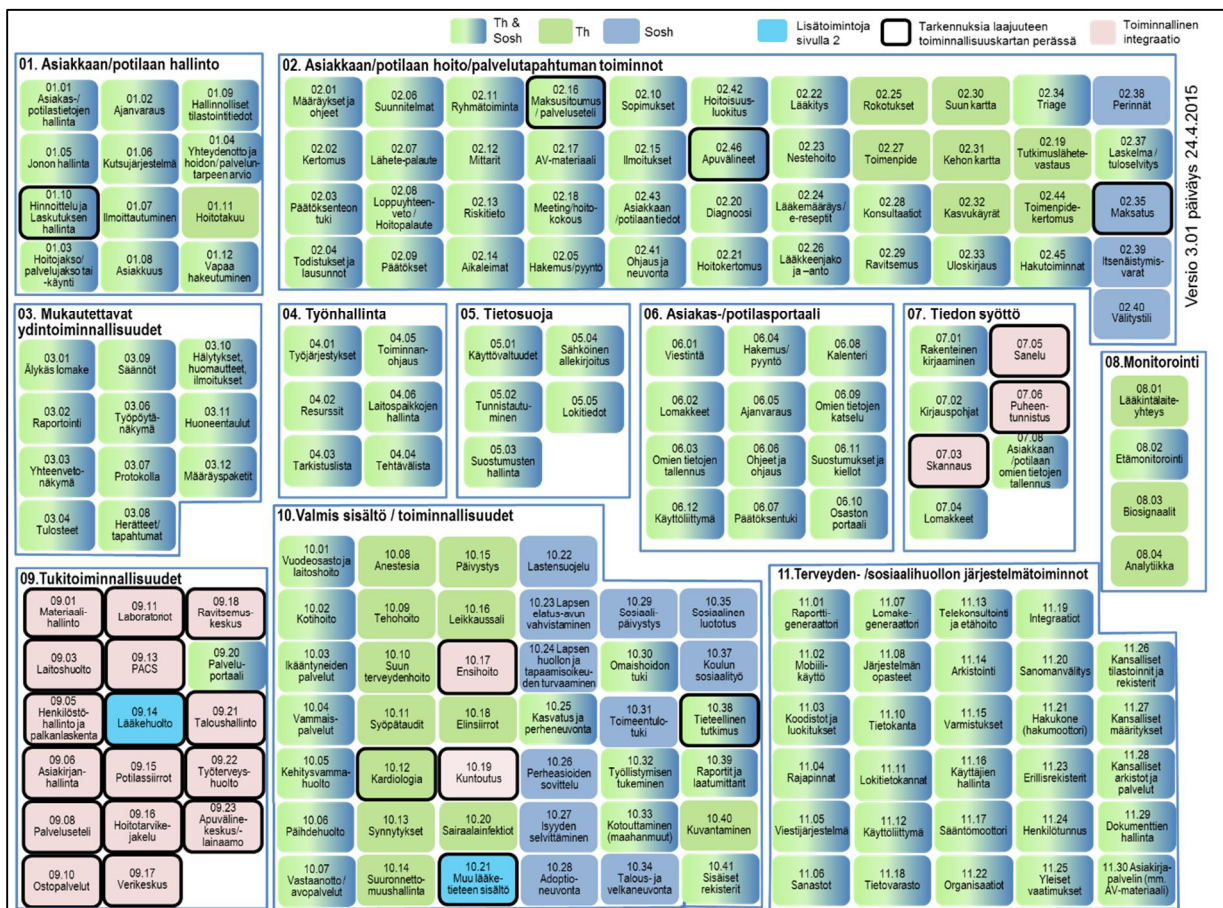 Th &
Sosh
Th
Sosh
Lisätoimintoja
sivulla 2
Tarkennuksia laajuuteen
toiminnallisuuskartan perässä
Toiminnallinen
integraatio
Versio 3.01 päiväys 24.4.2015
01. Asiakkaan/potilaan hallinto
01.01
Asiakas-/
potilastietojen
hallinta
01.02
Ajanvaraus
01.09
Hallinnolliset
tilastointitiedot
01.05
Jonon hallinta
01.06
Kutsujärjestelmä
01.04
Yhteydenotto ja
hoidon/ palvelun-
tarpeen arvio
01.10
Hinnoittelu ja
Laskutuksen
hallinta
01.07
Ilmoittautuminen
01.11
Hoitotakuu
01.03
Hoitojakso/
palvelujakso tai
-käynti
01.08
Asiakkuus
01.12
Vapaa
hakeutuminen
02. Asiakkaan/potilaan hoito/palvelutapahtuman toiminnot
02.01
Määräykset ja
ohjeet
02.06
Suunnitelmat
02.11
Ryhmätoiminta
02.16
Maksusitoumus
/ palveluseteli
02.10
Sopimukset
02.42
Hoitoisuus-
luokitus
02.22
Lääkitys
02.25
Rokotukset
02.30
Suun kartta
02.34
Triage
02.38
Perinnät
02.02
Kertomus
02.07
Lähete-palaute
02.12
Mittarit
02.17
AV-materiaali
02.15
Ilmoitukset
02.46
Apuvälineet
02.23
Nestehoito
02.27
Toimenpide
02.31
Kehon kartta
02.19
Tutkimuslähete-
vastaus
02.37
Laskelma /
tuloselvitys
02.03
Päätöksenteon
tuki
02.08
Loppuyhteen-
veto /
Hoitopalaute
02.13
Riskitieto
02.18
Meeting/hoito-
kokous
02.43
Asiakkaan
/potilaan tiedot
02.20
Diagnoosi
02.24
Lääkemääräys /
e-reseptit
02.28
Konsultaatiot
02.32
Kasvukäyrät
02.44
Toimenpide-
kertomus
02.35
Maksatus
02.04
Todistukset ja
lausunnot
02.09
Päätökset
02.14
Aikaleimat
02.05
Hakemus/pyyntö
02.41
Ohjaus ja
neuvonta
02.21
Hoitokertomus
02.26
Lääkkeenjako
ja –anto
02.29
Ravitsemus
02.33
Uloskirjaus
02.45
Hakutoiminnat
02.39
Itsenäistymis-
varat
02.40
Välitystili
03. Mukautettavat
ydintoiminnallisuudet
03.01
Älykäs lomake
03.09
Säännöt
03.10
Hälytykset,
huomautteet,
ilmoitukset
03.02
Raportointi
03.06
Työpöytä-
näkymä
03.11
Huoneentaulut
03.03
Yhteenveto-
näkymä
03.07
Protokolla
03.12
Määräyspaketit
03.04
Tulosteet
03.08
Herätteet/
tapahtumat
04. Työnhallinta
04.01
Työjärjestykset
04.05
Toiminnan-
ohjaus
04.02
Resurssit
04.06
Laitospaikkojen
hallinta
04.03
Tarkistuslista
04.04
Tehtävälista
05. Tietosuoja
05.01
Käyttövaltuudet
05.04
Sähköinen
allekirjoitus
05.02
Tunnistautu-
minen
05.05
Lokitiedot
05.03
Suostumusten
hallinta
06. Asiakas-/potilasportaali
06.01
Viestintä
06.04
Hakemus/
pyyntö
06.08
Kalenteri
06.02
Lomakkeet
06.05
Ajanvaraus
06.09
Omien tietojen
katselu
06.03
Omien tietojen
tallennus
06.06
Ohjeet ja
ohjaus
06.11
Suostumukset ja
kiellot
06.12
Käyttöliittymä
06.07
Päätöksentuki
06.10
Osaston
portaali
07. Tiedon syöttö
07.01
Rakenteinen
kirjaaminen
07.05
Sanelu
07.02
Kirjauspohjat
07.06
Puheen-
tunnistus
07.03
Skannaus
07.08
Asiakkaan
/potilaan
omien tietojen
tallennus
07.04
Lomakkeet
08.Monitorointi
08.01
Lääkintälaite-
yhteys
08.02
Etämonitorointi
08.03
Biosignaalit
08.04
Analytiikka
09.Tukitoiminnallisuudet
09.01
Materiaali-
hallinto
09.11
Laboratoriot
09.18
Ravitsemus-
keskus
09.03
Laitoshuolto
09.13
PACS
09.20
Palvelu-
portaali
09.05
Henkilöstö-
hallinto ja
palkanlaskenta
09.14
Lääkehuolto
09.21
Taloushallinto
09.06
Asiakirjan-
hallinta
09.15
Potilassiirrot
09.22
Työterveys-
huolto
09.08
Palveluseteli
09.16
Hoitotarvike-
jakelu
09.23
Apuväline-
keskus/-
lainaamo
09.10
Ostopalvelut
09.17
Verikeskus
10.Valmis sisältö / toiminnallisuudet
10.01
Vuodeosasto ja
laitoshoito
10.08
Anestesia
10.15
Päivystys
10.22
Lastensuojelu
10.02
Kotihoito
10.09
Tehohoito
10.16
Leikkaussali
10.23 Lapsen
elatus-avun
vahvistaminen
10.29
Sosiaali-
päivystys
10.35
Sosiaalinen
luototus
10.03
Ikääntyneiden
palvelut
10.10
Suun
terveydenhoito
10.17
Ensihoito
10.24 Lapsen
huollon ja
tapaamisoikeu-
den turvaaminen
10.30
Omaishoidon
tuki
10.37
Koulun
sosiaalityö
10.04
Vammais-
palvelut
10.11
Syöpätaudit
10.18
Elinsiirrot
10.25
Kasvatus ja
perheneuvonta
10.31
Toimeentulo-
tuki
10.38
Tieteellinen
tutkimus
10.05
Kehitysvamma-
huolto
10.12
Kardiologia
10.19
Kuntoutus
10.26
Perheasioiden
sovittelu
10.32
Työllistymisen
tukeminen
10.39
Raportit ja
laatumittarit
10.06
Päihdehuolto
10.13
Synnytykset
10.20
Sairaalainfektiot
10.27
Isyyden
selvittäminen
10.33
Kotouttaminen
(maahanmuut)
10.40
Kuvantaminen
10.07
Vastaanotto /
avopalvelut
10.14
Suuronnetto-
muushallinta
10.21
Muu lääke-
tieteen sisältö
10.28
Adoptio-
neuvonta
10.34
Talous- ja
velkaneuvonta
10.41
Sisäiset
rekisterit
11.Terveyden- /sosiaalihuollon järjestelmätoiminnot
11.01
Raportti-
generaattori
11.07
Lomake-
generaattori
11.13
Telekonsultointi
ja etähoito
11.19
Integraatiot
11.02
Mobiili-
käyttö
11.08
Järjestelmän
opasteet
11.14
Arkistointi
11.20
Sanomanvälitys
11.26
Kansalliset
tilastoinnit ja
rekisterit
11.03
Koodistot ja
luokitukset
11.10
Tietokanta
11.15
Varmistukset
11.21
Hakukone
(hakumoottori)
11.27
Kansalliset
määritykset
11.04
Rajapinnat
11.11
Lokitietokannat
11.16
Käyttäjien
hallinta
11.23
Erillisrekisterit
11.28
Kansalliset
arkistot ja
palvelut
11.05
Viestijärjestelmä
11.12
Käyttöliittymä
11.17
Sääntömoottori
11.24
Henkilötunnus
11.29
Dokumenttien
hallinta
11.06
Sanastot
11.18
Tietovarasto
11.22
Organisaatiot
11.25
Yleiset
vaatimukset
11.30 Asiakirja-
palvelin (mm.
AV-materiaali)